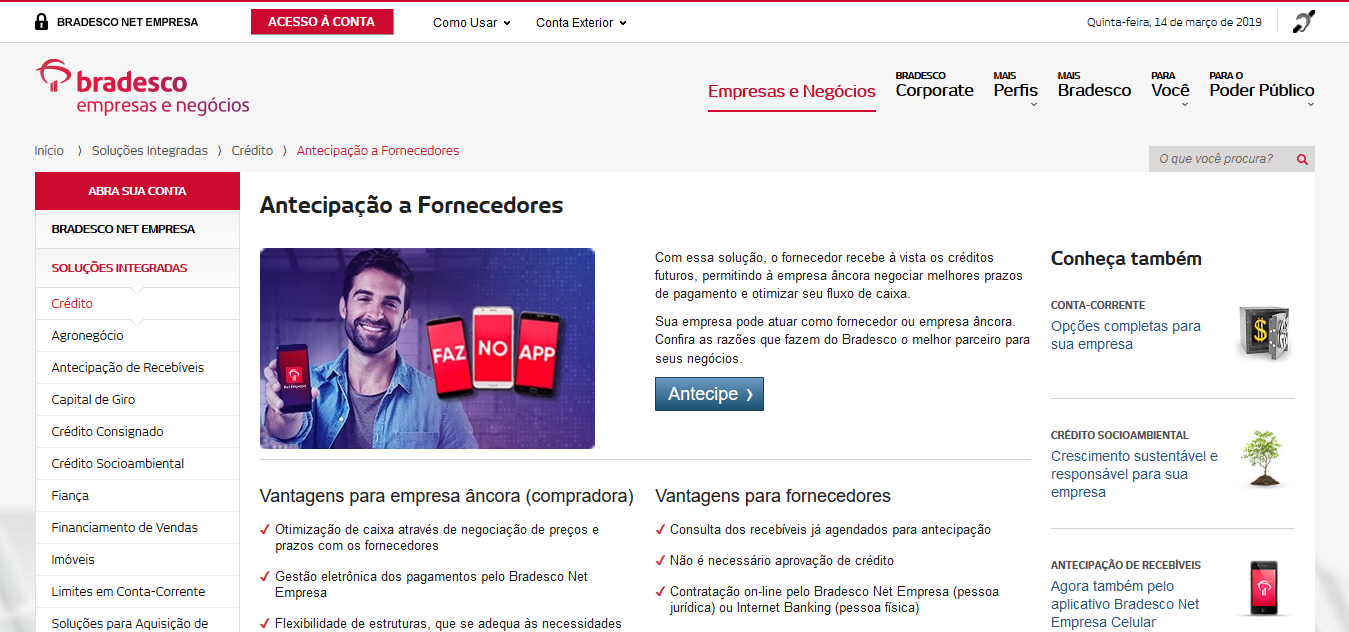 BRADESCO NET EMPRESA
ACESSO À CONTA
Como Usar
Conta Exterior
Quinta-feira, 14 de março de 2019
bradesco
empresas e negócios
Empresas e Negócios
BRADESCO
Corporate
MAIS
Perfis
MAIS
Bradesco
PARA
Você
PARA O
Poder Público
Início 〉 Soluções Integradas 〉 Crédito 〉 Antecipação a Fornecedores
O que você procura?
ABRA SUA CONTA
BRADESCO NET EMPRESA
SOLUÇÕES INTEGRADAS
Crédito
Agronegócio
Antecipação de Recebíveis
Capital de Giro
Crédito Consignado
Crédito Socioambiental
Fiança
Financiamento de Vendas
Imóveis
Limites em Conta-Corrente
Soluções para Aquisição de
Antecipação a Fornecedores
Net Empresa
FAZ
NO
APP
Com essa solução, o fornecedor recebe à vista os créditos
futuros, permitindo à empresa âncora negociar melhores prazos
de pagamento e otimizar seu fluxo de caixa.
Sua empresa pode atuar como fornecedor ou empresa âncora.
Confira as razões que fazem do Bradesco o melhor parceiro para
seus negócios.
Antecipe 〉
Vantagens para empresa âncora (compradora)
Otimização de caixa através de negociação de preços e
prazos com os fornecedores
Gestão eletrônica dos pagamentos pelo Bradesco Net
Empresa
Flexibilidade de estruturas, que se adequa às necessidades
Vantagens para fornecedores
Consulta dos recebíveis já agendados para antecipação
Não é necessário aprovação de crédito
Contratação on-line pelo Bradesco Net Empresa (pessoa
jurídica) ou Internet Banking (pessoa física)
Conheça também
CONTA-CORRENTE
Opções completas para
sua empresa
CRÉDITO SOCIOAMBIENTAL
Crescimento sustentável e
responsável para sua
empresa
ANTECIPAÇÃO DE RECEBÍVEIS
Agora também pelo
aplicativo Bradesco Net
Empresa Celular